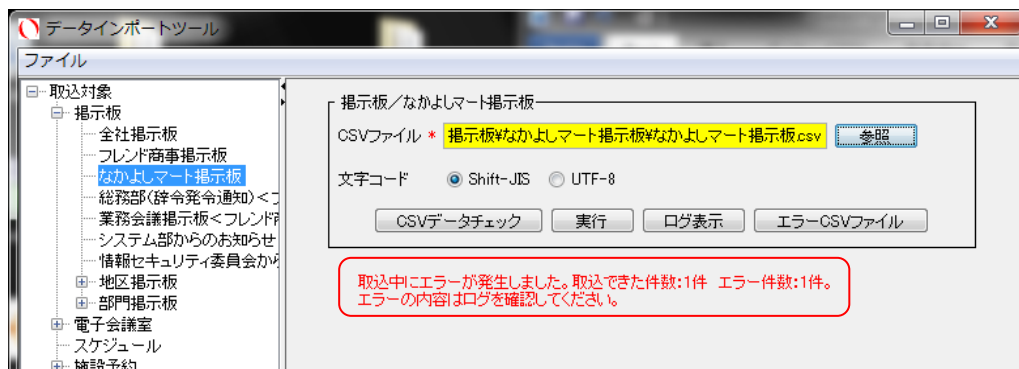 データインポートツール
ファイル
取込対象
掲示板
全社掲示板
フレンド商事掲示板
なかよしマート掲示板
総務部(辞令発令通知)<フ
業務会議掲示板<フレンド商
システム部からのお知らせ
情報セキュリティ委員会から
地区掲示板
部門掲示板
電子会議室
スケジュール
施設予約
掲示板／なかよしマート掲示板
CSVファイル * 掲示板¥なかよしマート掲示板¥なかよしマート掲示板.csv 参照
文字コード Shift-JIS UTF-8
CSVデータチェック 実行 ログ表示 エラーCSVファイル
取込中にエラーが発生しました。取込できた件数:1件 エラー件数:1件。
エラーの内容はログを確認してください。